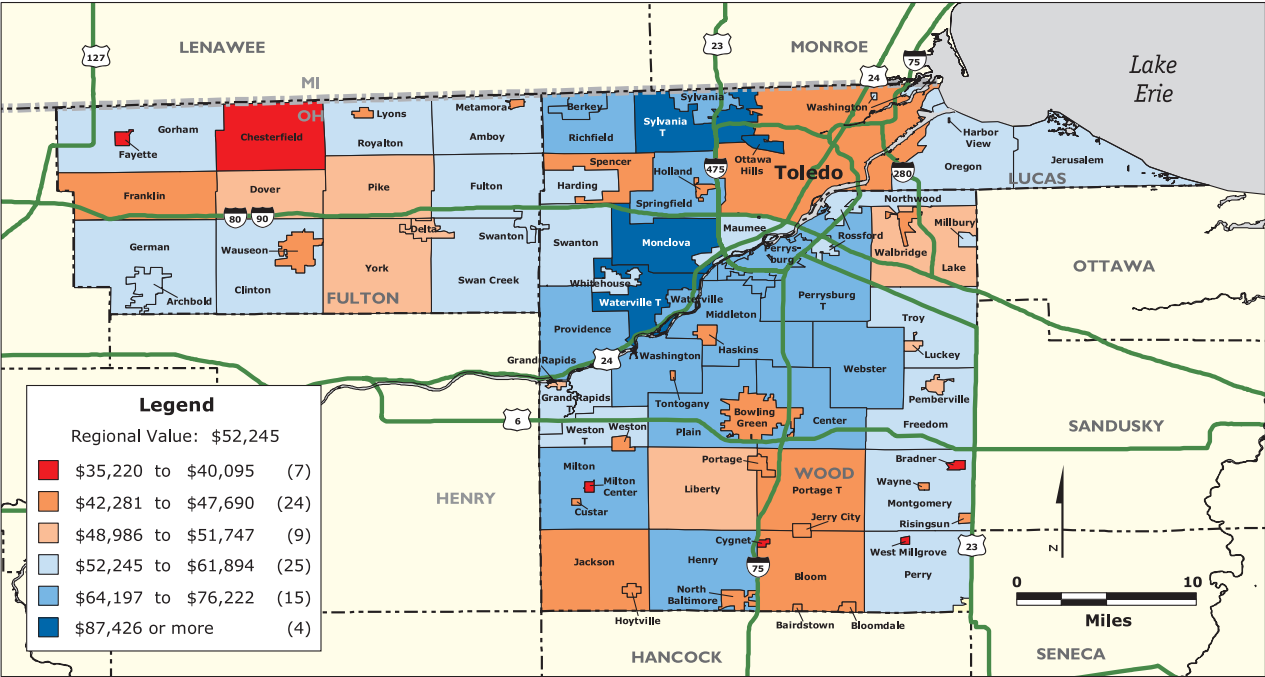 LENAWEE
MONROE
127
23
24
75
Lake
Erie
MI
OH
Gorham
Fayette
Chesterfield
Lyons
Royalton
Metamora
Amboy
Berkey
Richfield
Sylvania
Sylvania
T
Washington
Ottawa
Hills
Toledo
Harbor
View
Oregon
Jerusalem
LUCAS
Franklin
Dover
Pike
Fulton
Spencer
Harding
Holland
Springfield
475
280
80
90
German
Archbold
Wauseon
Clinton
Delta
York
FULTON
Swanton
Swan Creek
Swanton
Monclova
Maumee
Whitehouse
Waterville T
Waterville
Providence
Northwood
Rossford
Perrys-
burg
Walbridge
Millbury
Lake
OTTAWA
Perrysburg
T
Middleton
Haskins
Troy
Luckey
Webster
Washington
Grand Rapids
24
Grand Rapids
T
Tontogany
Pemberville
Freedom
Bowling
Green
Center
Plain
Weston
Weston
T
6
SANDUSKY
HENRY
Milton
Milton
Center
Custar
Liberty
Portage
WOOD
Portage T
Jerry City
Bradner
Wayne
Montgomery
Risingsun
Cygnet
West Millgrove
Perry
23
Jackson
Hoytville
Henry
75
Bloom
North
Baltimore
Bairdstown
Bloomdale
HANCOCK
SENECA
N
0
10
Miles
Legend
Regional Value: $52,245
$35,220 to $40,095 (7)
$42,281 to $47,690 (24)
$48,986 to $51,747 (9)
$52,245 to $61,894 (25)
$64,197 to $76,222 (15)
$87,426 or more (4)